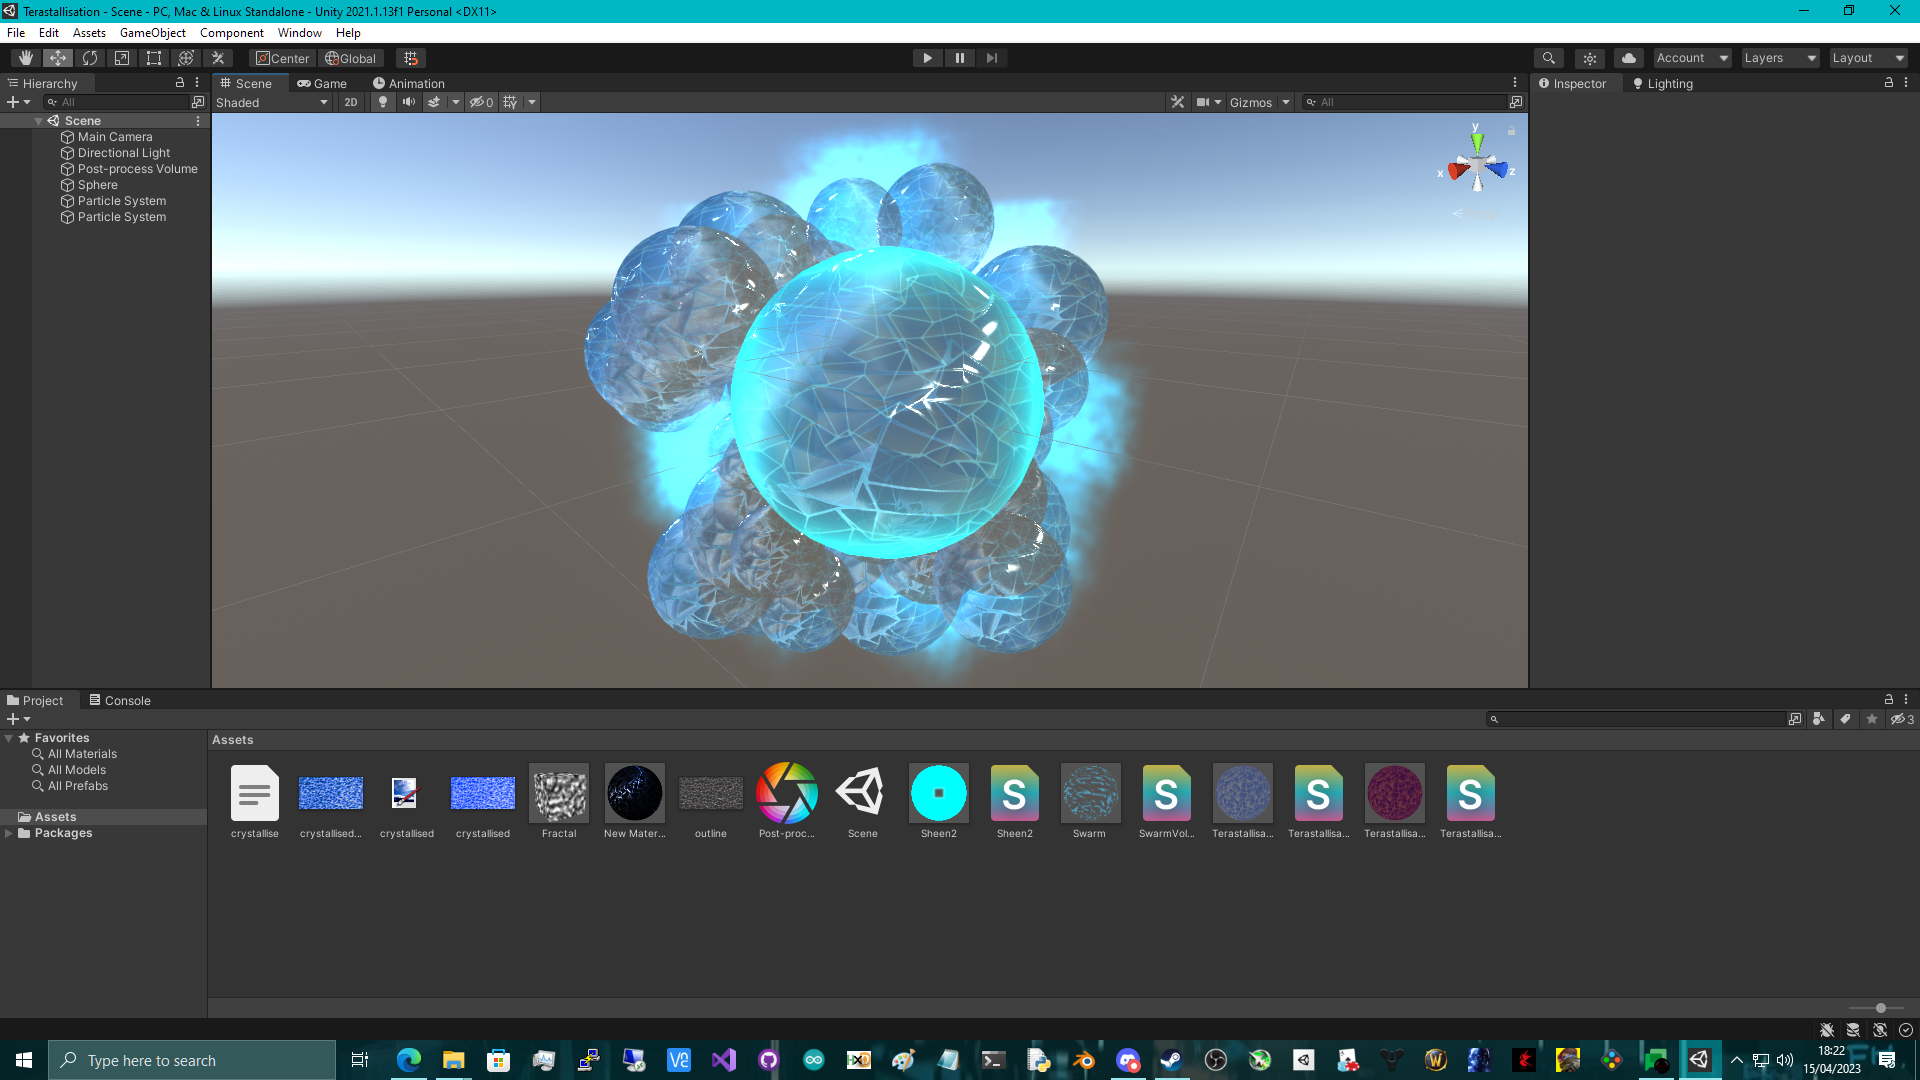 Terastallisation - Scene - PC, Mac & Linux Standalone - Unity 2021.1.13f1 Personal <DX11>
File Edit Assets GameObject Component Window Help
Center Global Account Layers Layout
Hierarchy Scene Game Animation Inspector Lighting
All Shaded 2D 0 Gizmos All
Scene
Main Camera
Directional Light
Post-process Volume
Sphere
Particle System
Particle System
y
x z
Project Console
3
Favorites
All Materials
All Models
All Prefabs
Assets
Packages
Assets
crystallise crystallised... crystallised crystallised Fractal New Mater... outline Post-proc... Scene Sheen2 Sheen2 Swarm SwarmVol... Terastallisa... Terastallisa... Terastallisa... Terastallisa...
Type here to search
18:22
15/04/2023